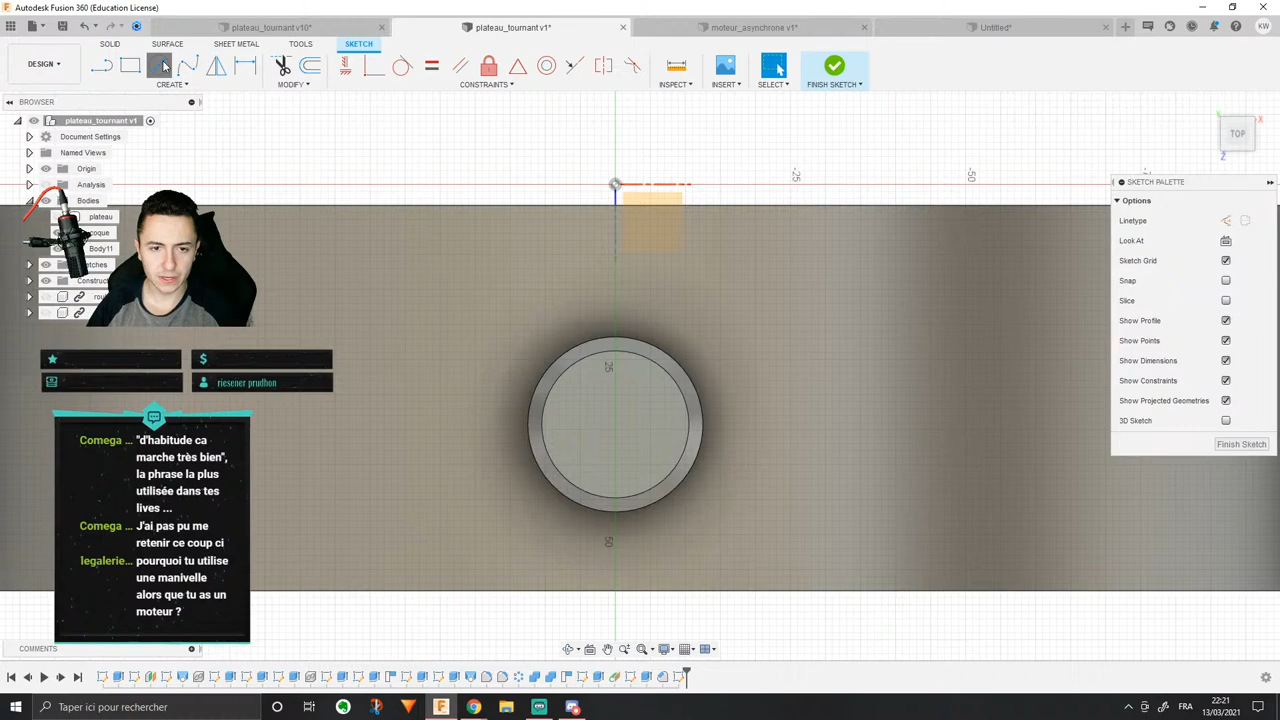 Autodesk Fusion 360 (Education License)
plateau_tournant v10*
plateau_tournant v1*
moteur_asynchrone v1*
Untitled*
KW
DESIGN
SOLID
SURFACE
SHEET METAL
TOOLS
SKETCH
CREATE
MODIFY
CONSTRAINTS
INSPECT
INSERT
SELECT
FINISH SKETCH
BROWSER
plateau_tournant v1
Document Settings
Named Views
Origin
Analysis
Bodies
plateau
coque
Body11
-25
-50
25
50
TOP
X
Z
SKETCH PALETTE
Options
Linetype
Look At
Sketch Grid
Snap
Slice
Show Profile
Show Points
Show Dimensions
Show Constraints
Show Projected Geometries
3D Sketch
Finish Sketch
$
riesener prudhon
Comega ... "d'habitude ca
marche très bien",
la phrase la plus
utilisée dans tes
lives ...
Comega ... J'ai pas pu me
retenir ce coup ci
legalerie... pourquoi tu utilise
une manivelle
alors que tu as un
moteur ?
COMMENTS
Taper ici pour rechercher
FRA
22:21
13/03/2021